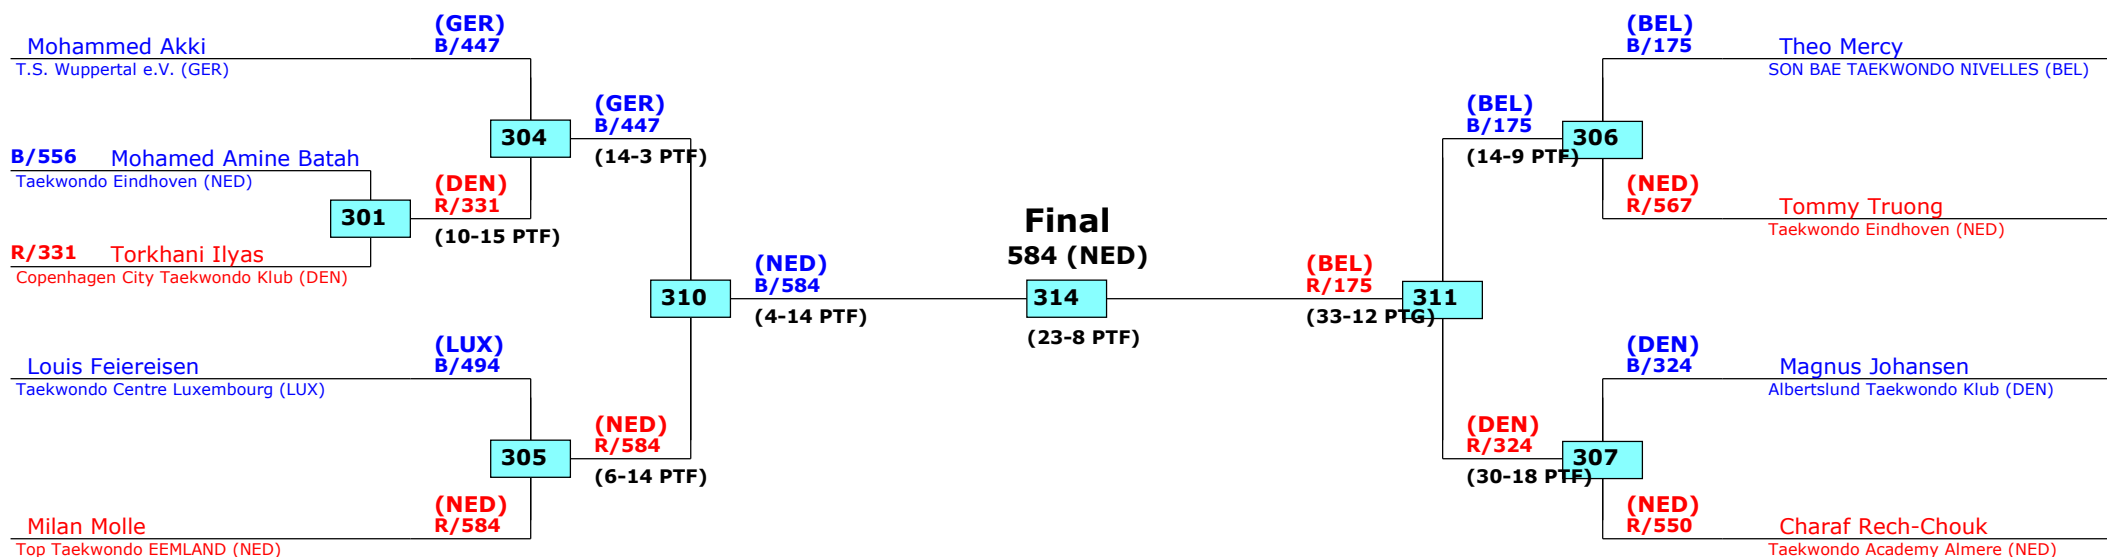 (GER)
B/447
Mohammed Akki
T.S. Wuppertal e.V. (GER)
B/556 Mohamed Amine Batah
Taekwondo Eindhoven (NED)
R/331 Torkhani Ilyas
Copenhagen City Taekwondo Klub (DEN)
301
(DEN)
R/331
(10-15 PTF)
304
(GER)
B/447
(14-3 PTF)
(LUX)
B/494
Louis Feiereisen
Taekwondo Centre Luxembourg (LUX)
(NED)
R/584
Milan Molle
Top Taekwondo EEMLAND (NED)
305
(NED)
R/584
(6-14 PTF)
310
(NED)
B/584
(4-14 PTF)
Final
584 (NED)
314
(23-8 PTF)
(BEL)
R/175
(33-12 PTG)
311
(BEL)
B/175
(14-9 PTF)
306
(BEL)
B/175
Theo Mercy
SON BAE TAEKWONDO NIVELLES (BEL)
(NED)
R/567
Tommy Truong
Taekwondo Eindhoven (NED)
(DEN)
R/324
(30-18 PTF)
307
(DEN)
B/324
Magnus Johansen
Albertslund Taekwondo Klub (DEN)
(NED)
R/550
Charaf Rech-Chouk
Taekwondo Academy Almere (NED)